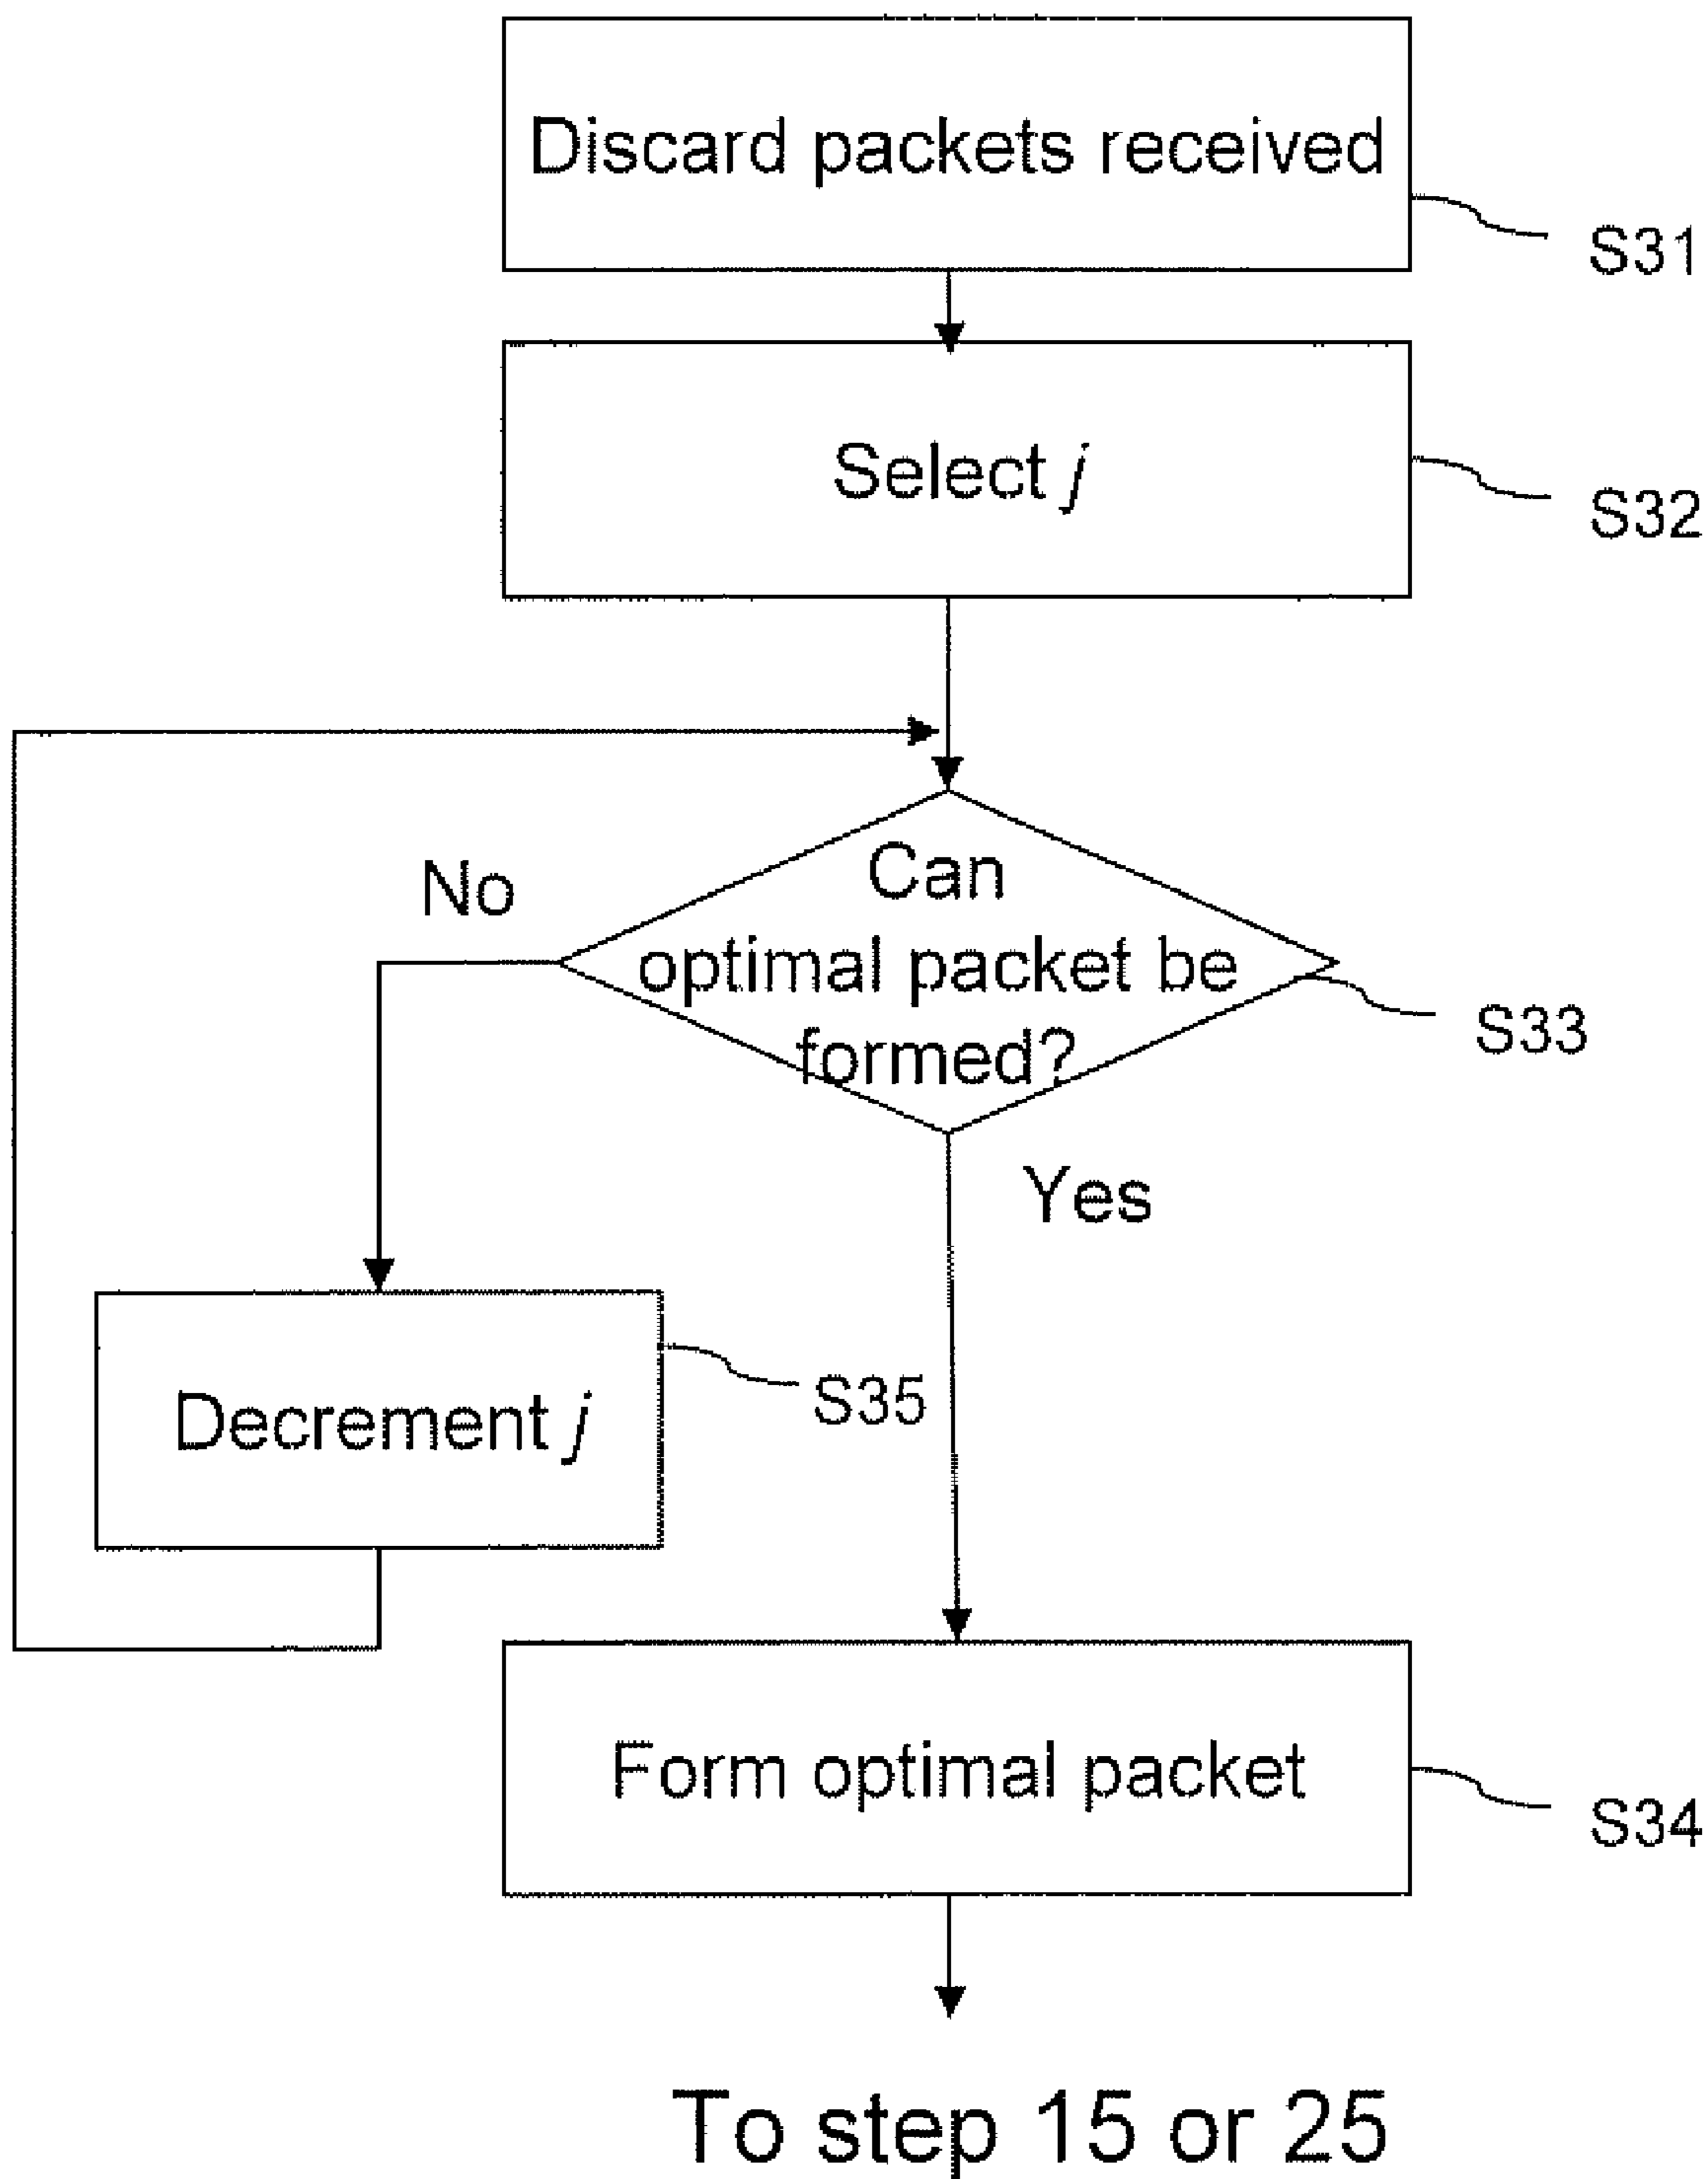 Discard packets received
S31
Select j
S32
No
Can
optimal packet be
formed?
S33
Yes
Decrement j
S35
Form optimal packet
S34
To step 15 or 25